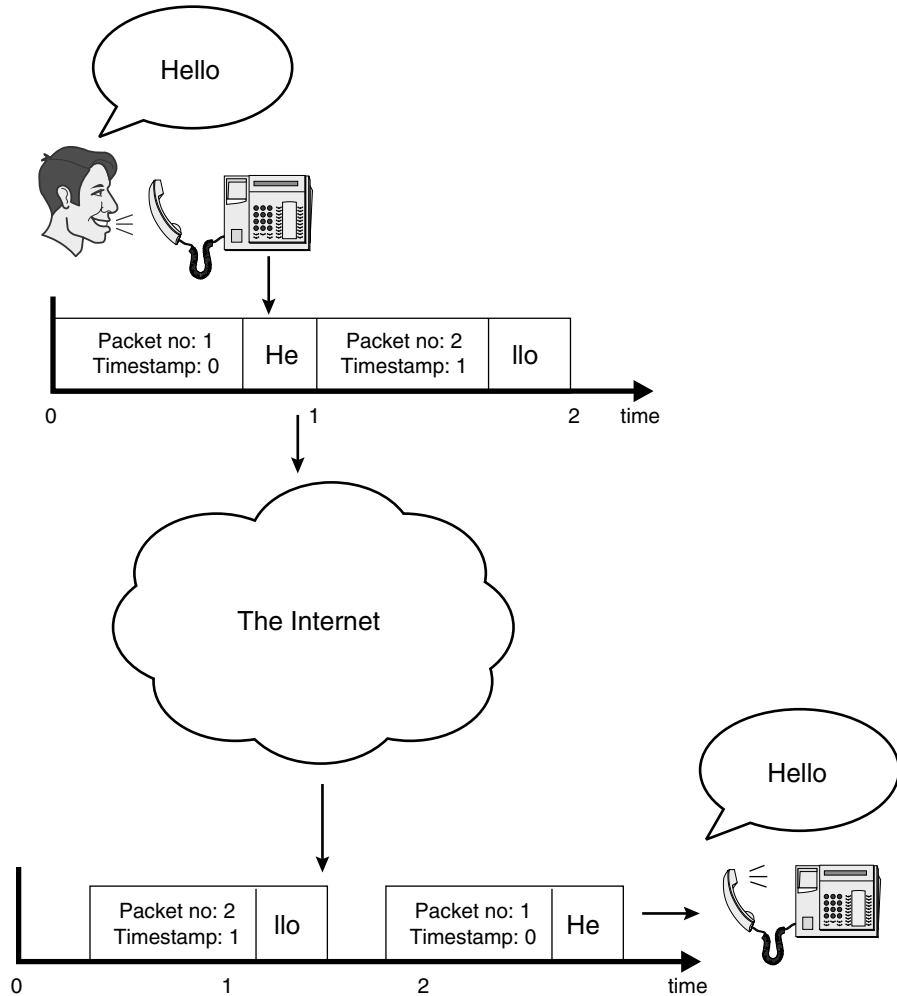 Hello
Packet no: 1
Timestamp: 0
He
Packet no: 2
Timestamp: 1
llo
0 1 2 time
The Internet
Hello
Packet no: 2
Timestamp: 1
llo
Packet no: 1
Timestamp: 0
He
0 1 2 time